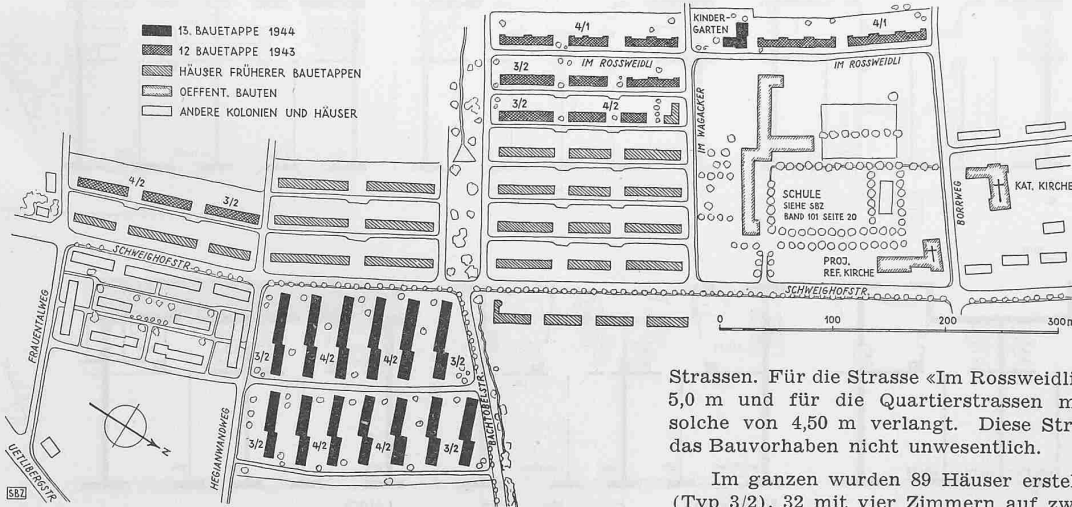 13. BAUETAPPE 1944
12 BAUETAPPE 1943
HÄUSER FRÜHERER BAUETAPPEN
OEFFENT. BAUTEN
ANDERE KOLONIEN UND HÄUSER
4/1
KINDER-
GARTEN
4/1
3/2
IM ROSSWEIDLI
IM ROSSWEIDLI
3/2
4/2
IM WAGACKER
SCHULE
SIEHE SBZ
BAND 101 SEITE 20
BORRWEG
KAT. KIRCHE
PROJ.
REF. KIRCHE
4/2
3/2
SCHWEIGHOFSTR.
SCHWEIGHOFSTR.
FRAUENTALWEG
3/2
4/2
4/2
3/2
BACHTOBELSTR.
0 100 200 300 m
HEGIANWANDWEG
3/2
4/2
4/2
3/2
N
UETLIBERGSTR.
SBZ
Strassen. Für die Strasse «Im Rossweidli
5,0 m und für die Quartierstrassen m
solche von 4,50 m verlangt. Diese Str
das Bauvorhaben nicht unwesentlich.
Im ganzen wurden 89 Häuser erstel
(Typ 3/2), 32 mit vier Zimmern auf zw